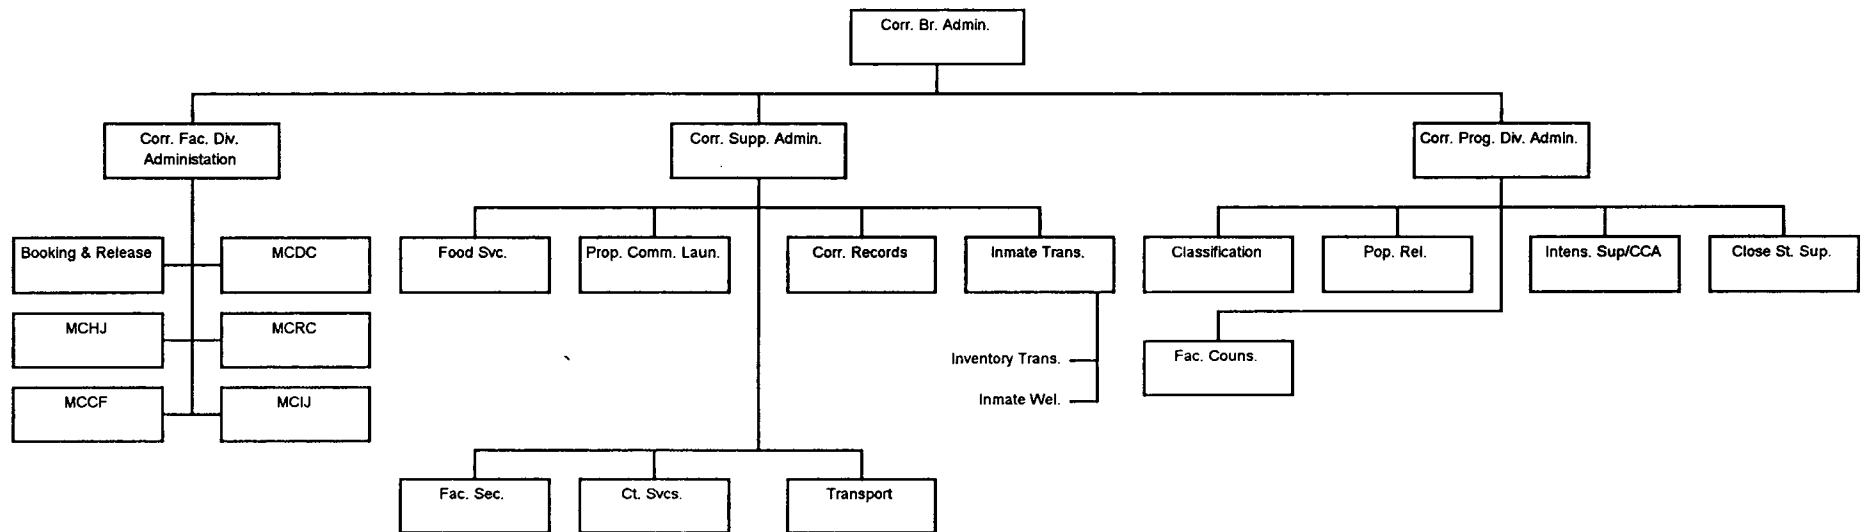 Corr. Br. Admin.
Corr. Fac. Div.
Administation
Corr. Supp. Admin.
Corr. Prog. Div. Admin.
Booking & Release
MCDC
Food Svc.
Prop. Comm. Laun.
Corr. Records
Inmate Trans.
Classification
Pop. Rel.
Intens. Sup/CCA
Close St. Sup.
MCHJ
MCRC
Inventory Trans.
Fac. Couns.
MCCF
MCIJ
Inmate Wel.
Fac. Sec.
Ct. Svcs.
Transport